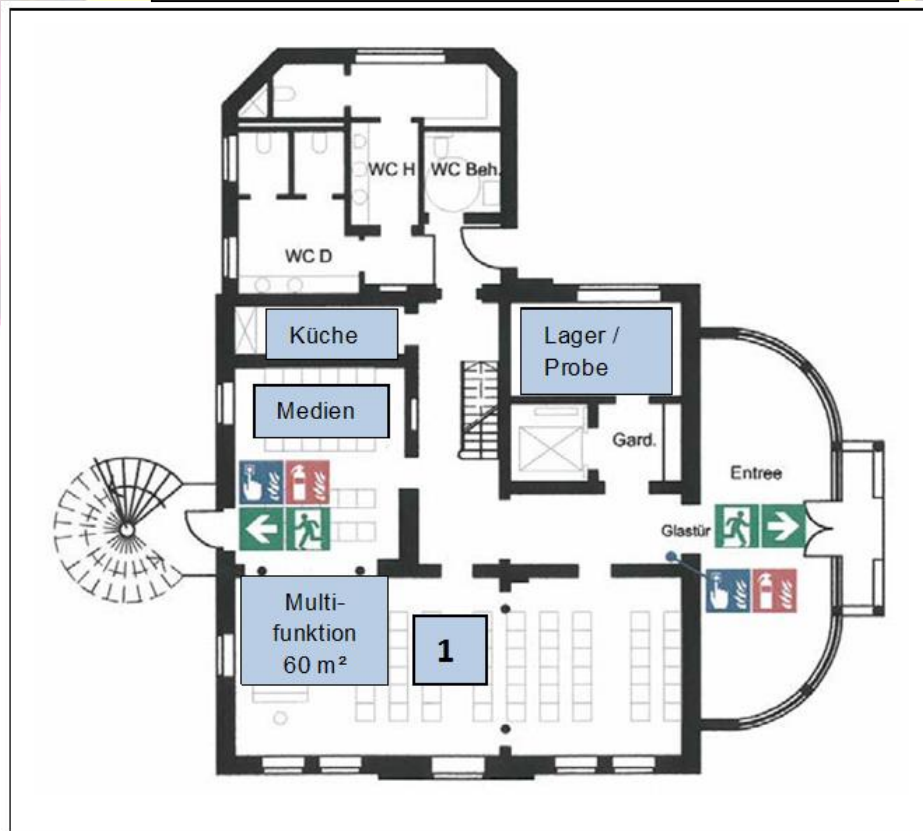 WC H
WC Beh.
WC D
Küche
Lager /
Probe
Medien
Gard.
Entree
Glastür
Multi-
funktion
60 m²
1